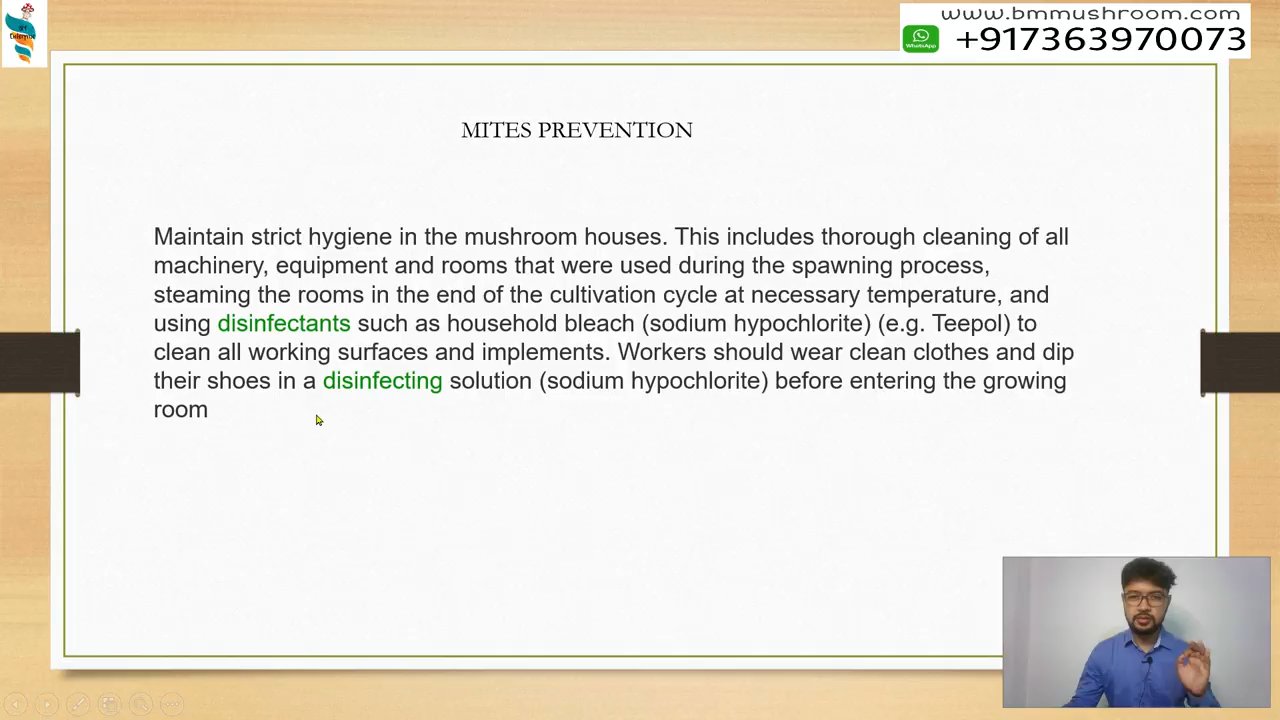 www.bmmushroom.com
WhatsApp
+917363970073
MITES PREVENTION
Maintain strict hygiene in the mushroom houses. This includes thorough cleaning of all
machinery, equipment and rooms that were used during the spawning process,
steaming the rooms in the end of the cultivation cycle at necessary temperature, and
using disinfectants such as household bleach (sodium hypochlorite) (e.g. Teepol) to
clean all working surfaces and implements. Workers should wear clean clothes and dip
their shoes in a disinfecting solution (sodium hypochlorite) before entering the growing
room